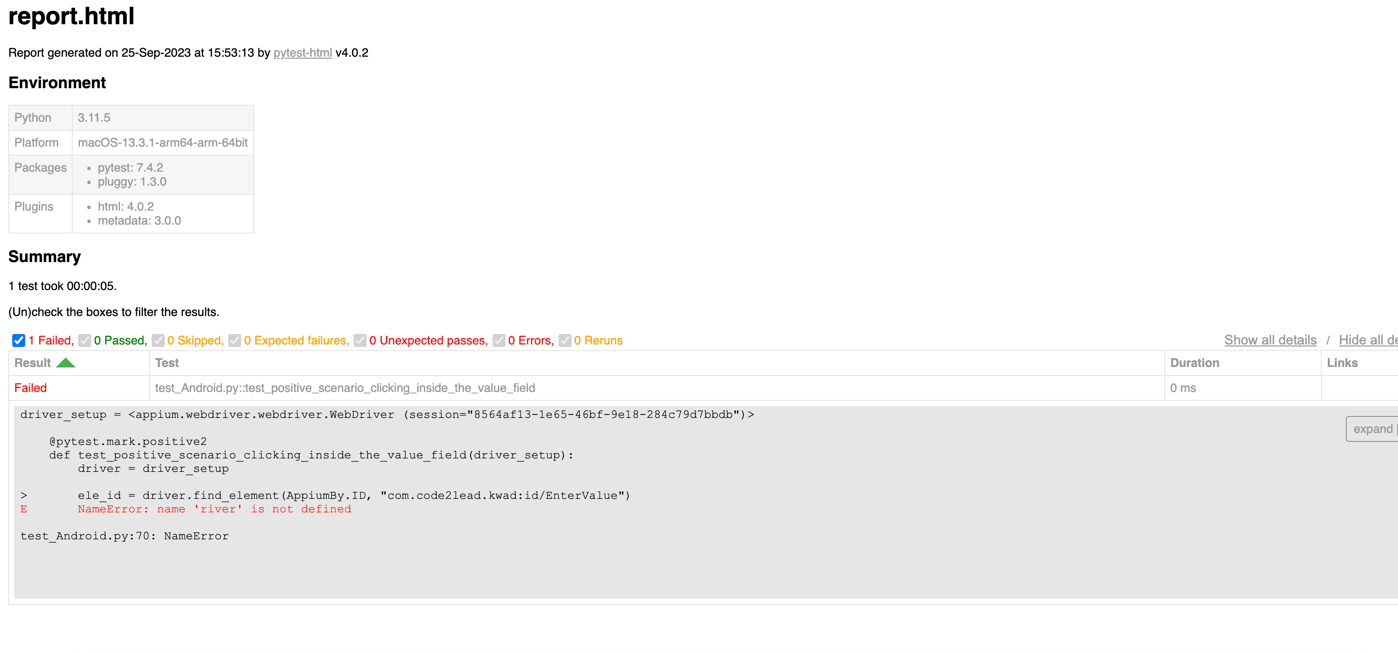 report.html
Report generated on 25-Sep-2023 at 15:53:13 by pytest-html v4.0.2
Environment
Python 3.11.5
Platform macOS-13.3.1-arm64-arm-64bit
Packages • pytest: 7.4.2
• pluggy: 1.3.0
Plugins • html: 4.0.2
• metadata: 3.0.0
Summary
1 test took 00:00:05.
(Un)check the boxes to filter the results.
1 Failed, 0 Passed, 0 Skipped, 0 Expected failures, 0 Unexpected passes, 0 Errors, 0 Reruns Show all details / Hide all de
Result Test Duration Links
Failed test_Android.py::test_positive_scenario_clicking_inside_the_value_field 0 ms
driver_setup = <appium.webdriver.webdriver.WebDriver (session="8564af13-1e65-46bf-9e18-284c79d7bbdb")>
expand [
@pytest.mark.positive2
def test_positive_scenario_clicking_inside_the_value_field(driver_setup):
driver = driver_setup
> ele_id = driver.find_element(AppiumBy.ID, "com.code2lead.kwad:id/EnterValue")
E NameError: name 'river' is not defined
test_Android.py:70: NameError